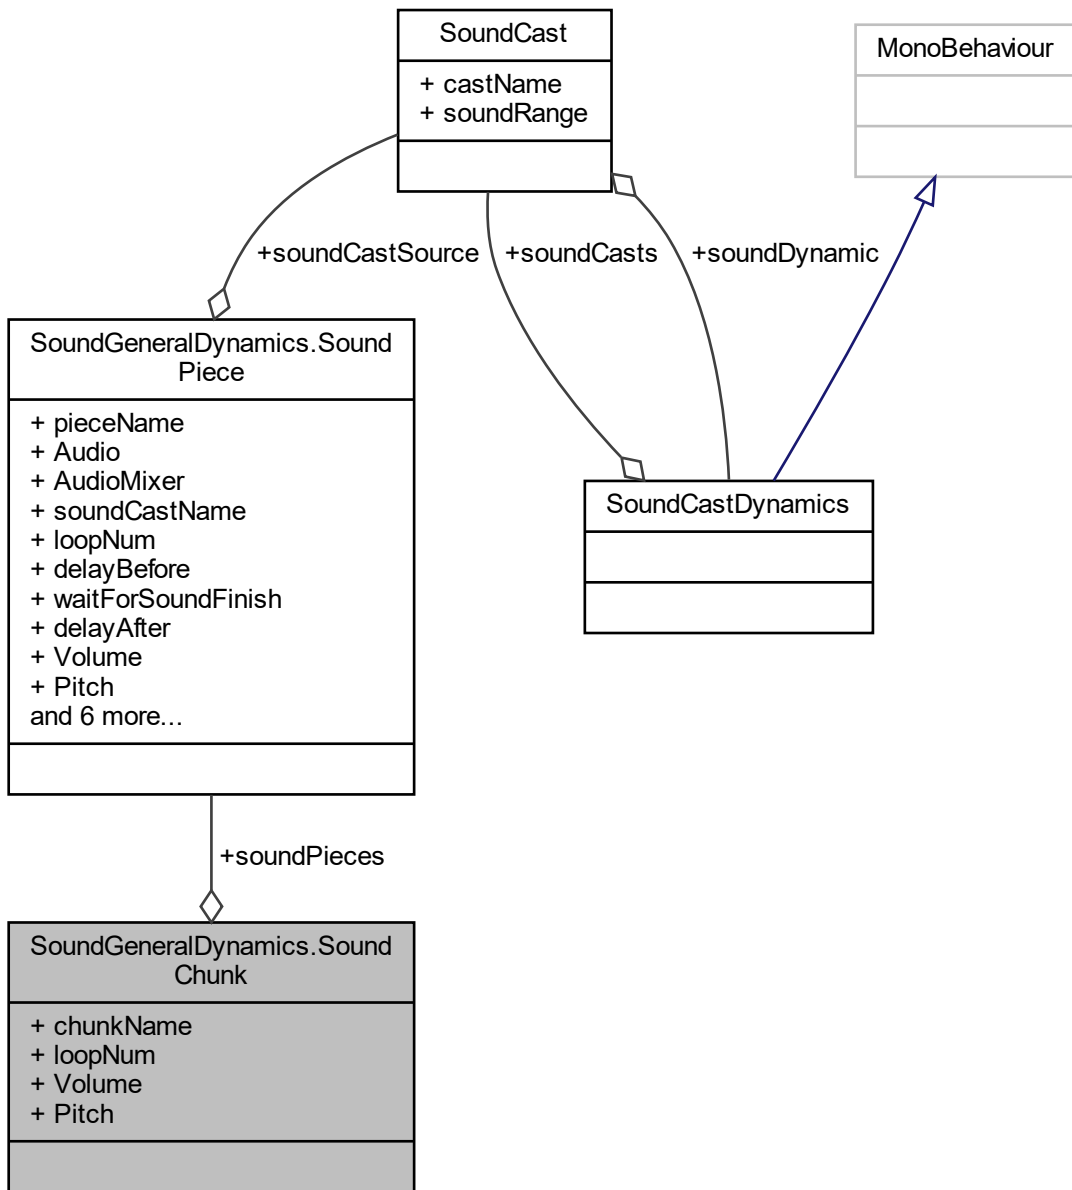 SoundCast
+ castName
+ soundRange
MonoBehaviour
+soundCastSource
+soundCasts
+soundDynamic
SoundGeneralDynamics.Sound
Piece
+ pieceName
+ Audio
+ AudioMixer
+ soundCastName
+ loopNum
+ delayBefore
+ waitForSoundFinish
+ delayAfter
+ Volume
+ Pitch
and 6 more...
SoundCastDynamics
+soundPieces
SoundGeneralDynamics.Sound
Chunk
+ chunkName
+ loopNum
+ Volume
+ Pitch